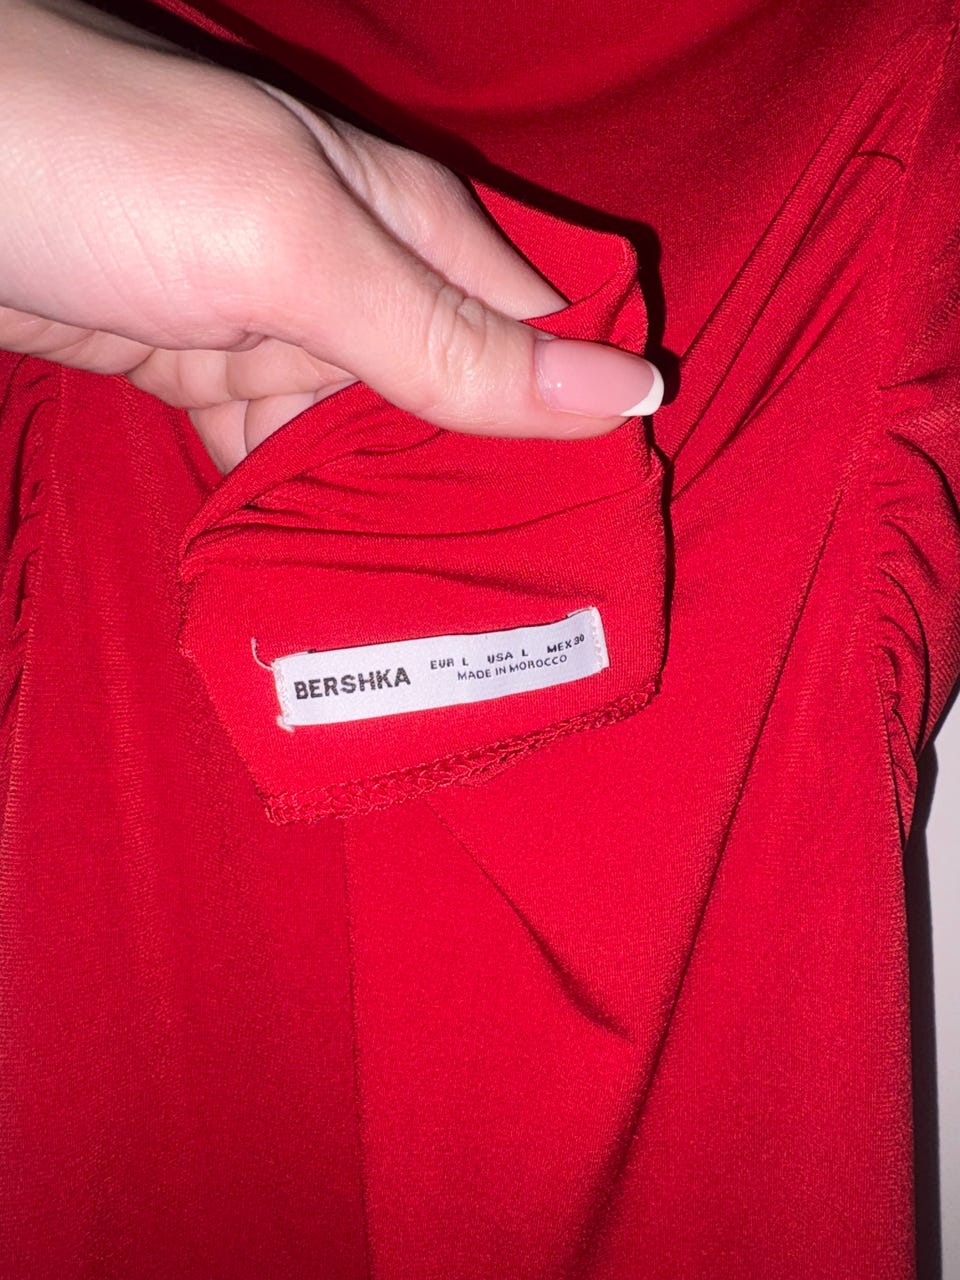 BERSHKA
EUR L USA L MEX 30
MADE IN MOROCCO